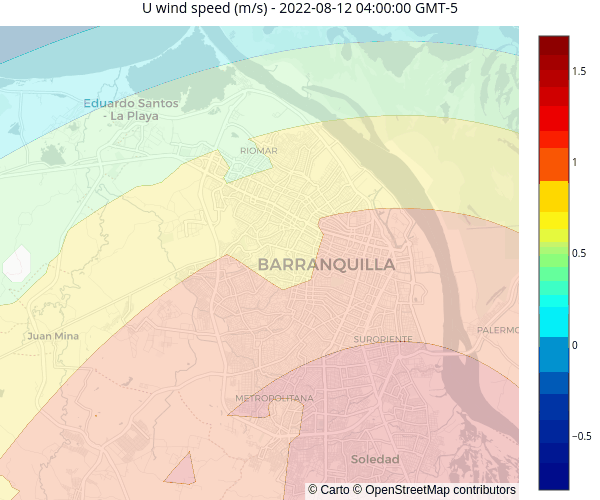 U wind speed (m/s) - 2022-08-12 04:00:00 GMT-5
1.5
Eduardo Santos
- La Playa
RIOMAR
1
0.5
BARRANQUILLA
Juan Mina
SURORIENTE
PALERMO
0
METROPOLITANA
−0.5
Soledad
© Carto © OpenStreetMap contributors